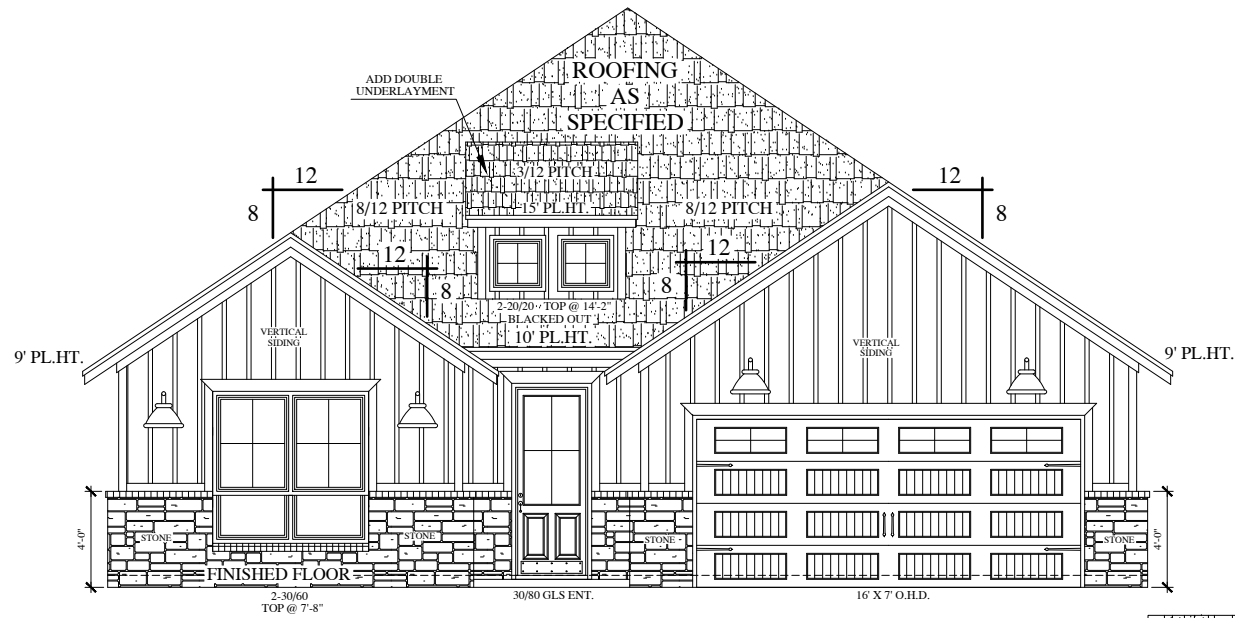 ROOFING
AS
SPECIFIED
ADD DOUBLE
UNDERLAYMENT
3/12 PITCH
15' PL.HT.
12
8
8/12 PITCH
8/12 PITCH
12
8
12
8
12
8
2-20/20 TOP @ 14'-2"
BLACKED OUT
10' PL.HT.
VERTICAL
SIDING
VERTICAL
SIDING
9' PL.HT.
9' PL.HT.
4'-0"
STONE
STONE
STONE
STONE
4'-0"
FINISHED FLOOR
2-30/60
TOP @ 7'-8"
30/80 GLS ENT.
16' X 7' O.H.D.